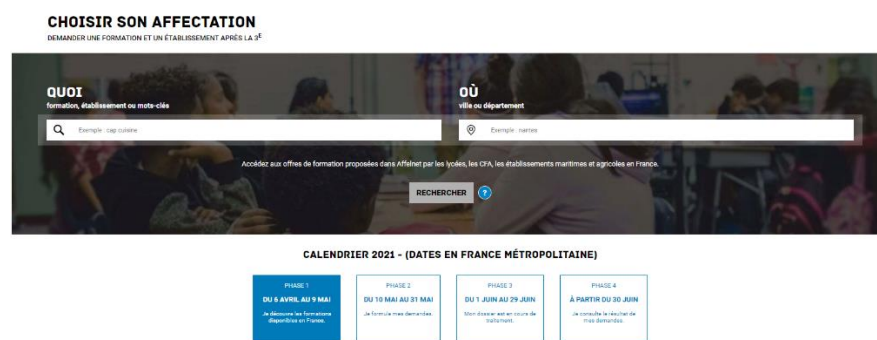 CHOISIR SON AFFECTATION
DEMANDER UNE FORMATION ET UN ÉTABLISSEMENT APRÈS LA 3E
QUOI
formation, établissement ou mots-clés
Exemple : cap cuisine
OÙ
ville ou département
Exemple : nantes
Accédez aux offres de formation proposées dans Affelnet par les lycées, les CFA, les établissements maritimes et agricoles en France.
RECHERCHER ?
CALENDRIER 2021 - (DATES EN FRANCE MÉTROPOLITAINE)
PHASE 1
DU 6 AVRIL AU 9 MAI
Je découvre les formations
disponibles en France.
PHASE 2
DU 10 MAI AU 31 MAI
Je formule mes demandes.
PHASE 3
DU 1 JUIN AU 29 JUIN
Mon dossier est en cours de
traitement.
PHASE 4
À PARTIR DU 30 JUIN
Je consulte le résultat de
mes demandes.